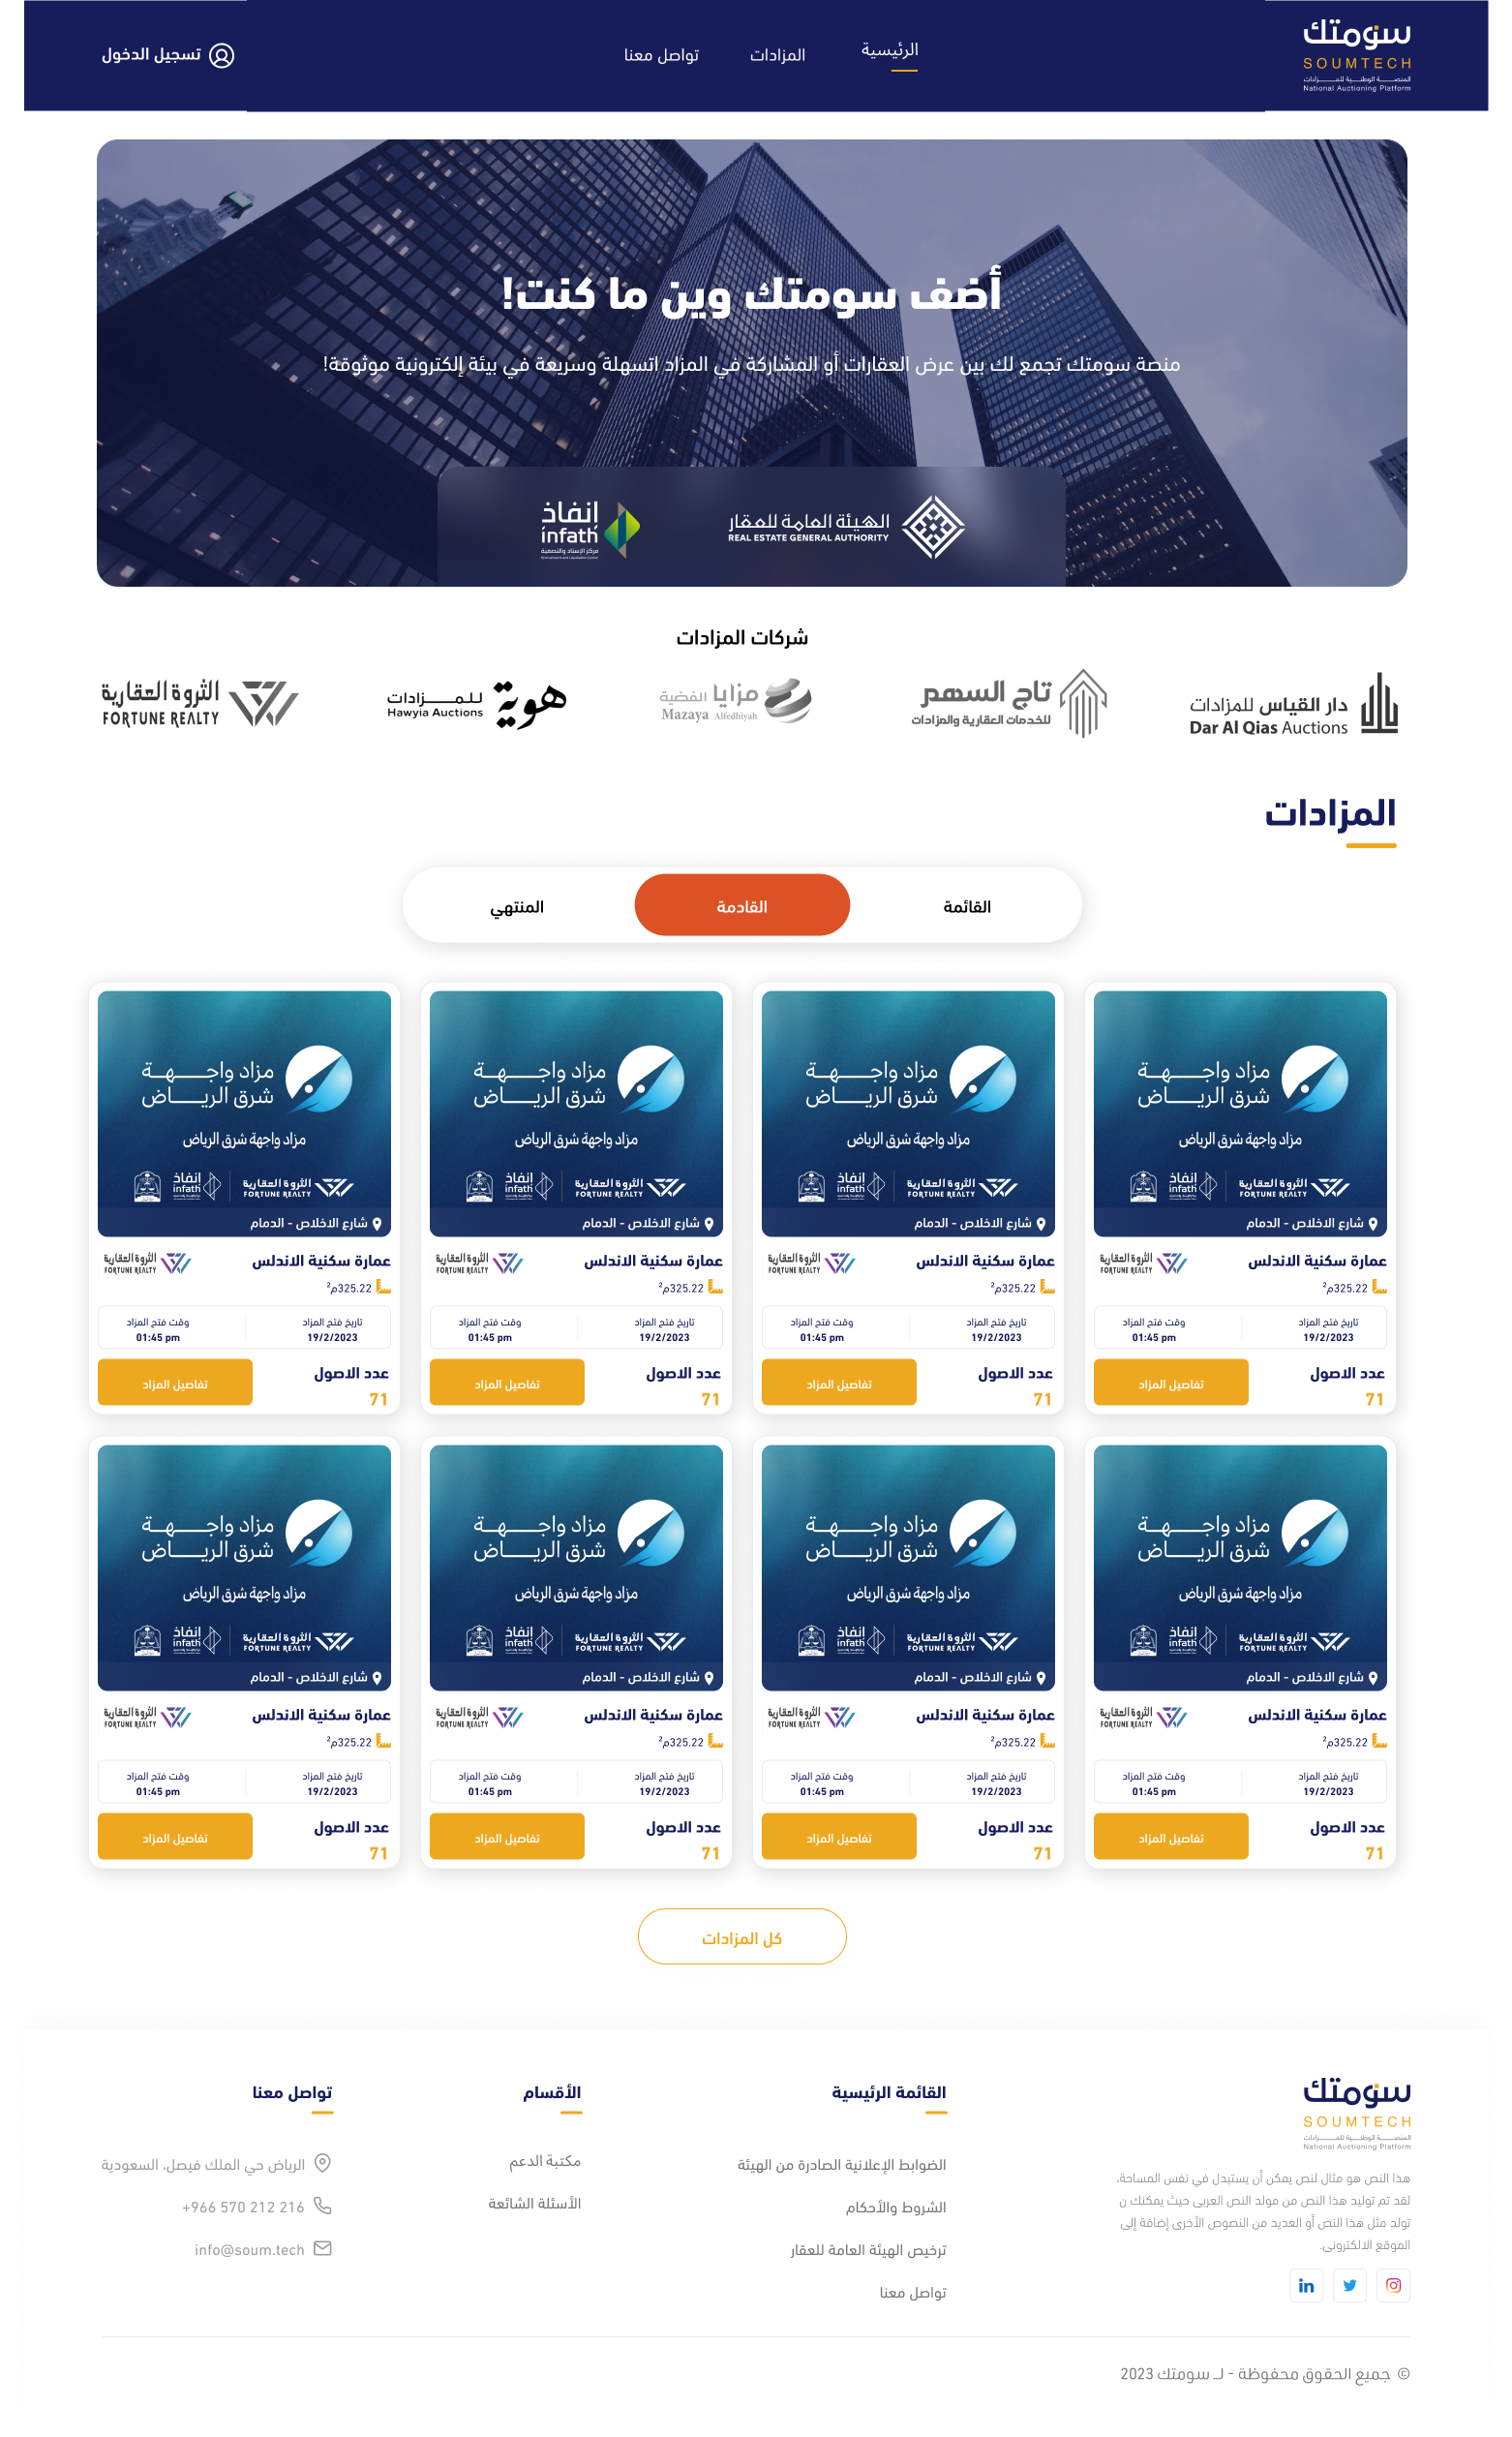 سومتك
SOUMTECH
المنصة الوطنية للمزادات
National Auctioning Platform
الرئيسية
المزادات
تواصل معنا
تسجيل الدخول
أضف سومتك وين ما كنت!
منصة سومتك تجمع لك بين عرض العقارات أو المشاركة في المزاد اتسهلة وسريعة في بيئة إلكترونية موثوقة!
الهيئة العامة للعقار
REAL ESTATE GENERAL AUTHORITY
إنفاذ
infath
مركز الإسناد والتصفية
شركات المزادات
دار القياس للمزادات
Dar Al Qias Auctions
تاج السهم
للخدمات العقارية والمزادات
مزايا الفضية
Mazaya Alfedhiyah
هوية
للمزادات
Hawyia Auctions
الثروة العقارية
FORTUNE REALTY
المزادات
القائمة
القادمة
المنتهي
مزاد واجهة
شرق الرياض
مزاد واجهة شرق الرياض
الثروة العقارية
FORTUNE REALTY
إنفاذ
infath
شارع الاخلاص - الدمام
عمارة سكنية الاندلس
الثروة العقارية
FORTUNE REALTY
325.22م²
تاريخ فتح المزاد
19/2/2023
وقت فتح المزاد
01:45 pm
عدد الاصول
71
تفاصيل المزاد
مزاد واجهة
شرق الرياض
مزاد واجهة شرق الرياض
الثروة العقارية
FORTUNE REALTY
إنفاذ
infath
شارع الاخلاص - الدمام
عمارة سكنية الاندلس
الثروة العقارية
FORTUNE REALTY
325.22م²
تاريخ فتح المزاد
19/2/2023
وقت فتح المزاد
01:45 pm
عدد الاصول
71
تفاصيل المزاد
مزاد واجهة
شرق الرياض
مزاد واجهة شرق الرياض
الثروة العقارية
FORTUNE REALTY
إنفاذ
infath
شارع الاخلاص - الدمام
عمارة سكنية الاندلس
الثروة العقارية
FORTUNE REALTY
325.22م²
تاريخ فتح المزاد
19/2/2023
وقت فتح المزاد
01:45 pm
عدد الاصول
71
تفاصيل المزاد
مزاد واجهة
شرق الرياض
مزاد واجهة شرق الرياض
الثروة العقارية
FORTUNE REALTY
إنفاذ
infath
شارع الاخلاص - الدمام
عمارة سكنية الاندلس
الثروة العقارية
FORTUNE REALTY
325.22م²
تاريخ فتح المزاد
19/2/2023
وقت فتح المزاد
01:45 pm
عدد الاصول
71
تفاصيل المزاد
مزاد واجهة
شرق الرياض
مزاد واجهة شرق الرياض
الثروة العقارية
FORTUNE REALTY
إنفاذ
infath
شارع الاخلاص - الدمام
عمارة سكنية الاندلس
الثروة العقارية
FORTUNE REALTY
325.22م²
تاريخ فتح المزاد
19/2/2023
وقت فتح المزاد
01:45 pm
عدد الاصول
71
تفاصيل المزاد
مزاد واجهة
شرق الرياض
مزاد واجهة شرق الرياض
الثروة العقارية
FORTUNE REALTY
إنفاذ
infath
شارع الاخلاص - الدمام
عمارة سكنية الاندلس
الثروة العقارية
FORTUNE REALTY
325.22م²
تاريخ فتح المزاد
19/2/2023
وقت فتح المزاد
01:45 pm
عدد الاصول
71
تفاصيل المزاد
مزاد واجهة
شرق الرياض
مزاد واجهة شرق الرياض
الثروة العقارية
FORTUNE REALTY
إنفاذ
infath
شارع الاخلاص - الدمام
عمارة سكنية الاندلس
الثروة العقارية
FORTUNE REALTY
325.22م²
تاريخ فتح المزاد
19/2/2023
وقت فتح المزاد
01:45 pm
عدد الاصول
71
تفاصيل المزاد
مزاد واجهة
شرق الرياض
مزاد واجهة شرق الرياض
الثروة العقارية
FORTUNE REALTY
إنفاذ
infath
شارع الاخلاص - الدمام
عمارة سكنية الاندلس
الثروة العقارية
FORTUNE REALTY
325.22م²
تاريخ فتح المزاد
19/2/2023
وقت فتح المزاد
01:45 pm
عدد الاصول
71
تفاصيل المزاد
كل المزادات
سومتك
SOUMTECH
المنصة الوطنية للمزادات
National Auctioning Platform
هذا النص هو مثال لنص يمكن أن يستبدل في نفس المساحة،
لقد تم توليد هذا النص من مولد النص العربى حيث يمكنك ن
تولد مثل هذا النص أو العديد من النصوص الأخرى إضافة إلى
الموقع الالكترونى.
القائمة الرئيسية
الضوابط الإعلانية الصادرة من الهيئة
الشروط والأحكام
ترخيص الهيئة العامة للعقار
تواصل معنا
الأقسام
مكتبة الدعم
الأسئلة الشائعة
تواصل معنا
الرياض حي الملك فيصل، السعودية
+966 570 212 216
info@soum.tech
© جميع الحقوق محفوظة - لـ سومتك 2023